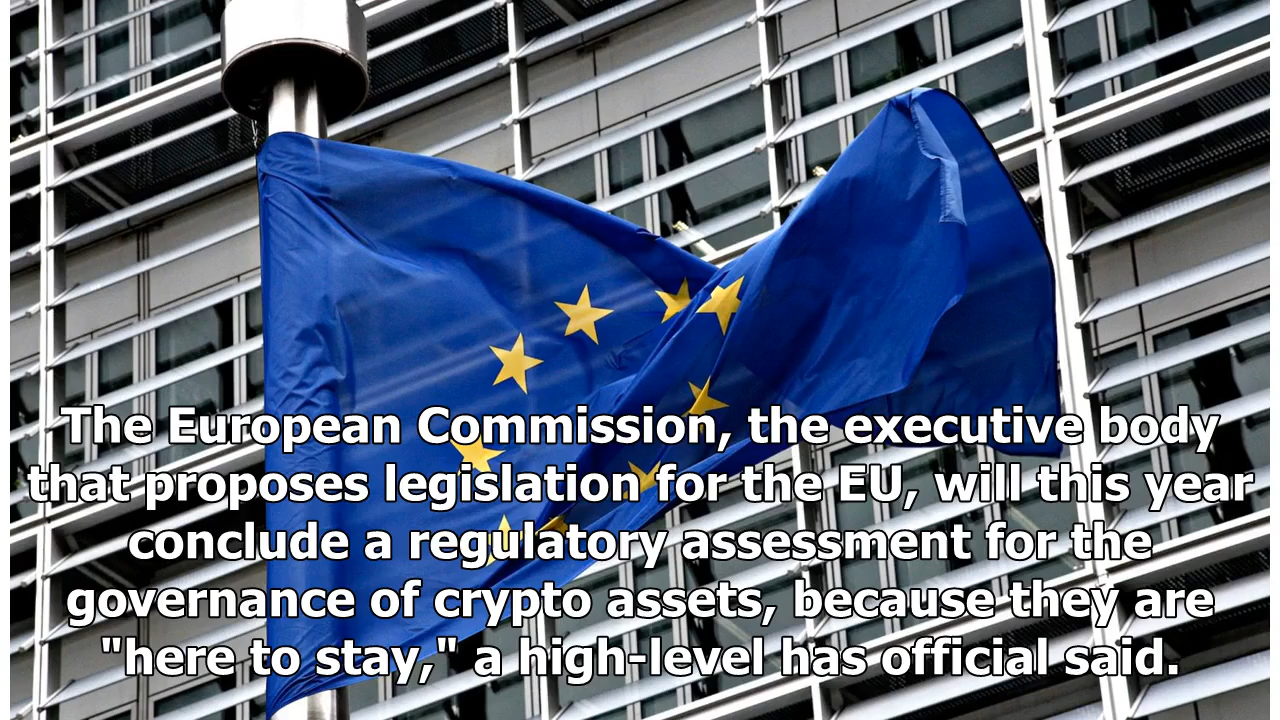 The European Commission, the executive body
that proposes legislation for the EU, will this year
conclude a regulatory assessment for the
governance of crypto assets, because they are
"here to stay," a high-level has official said.